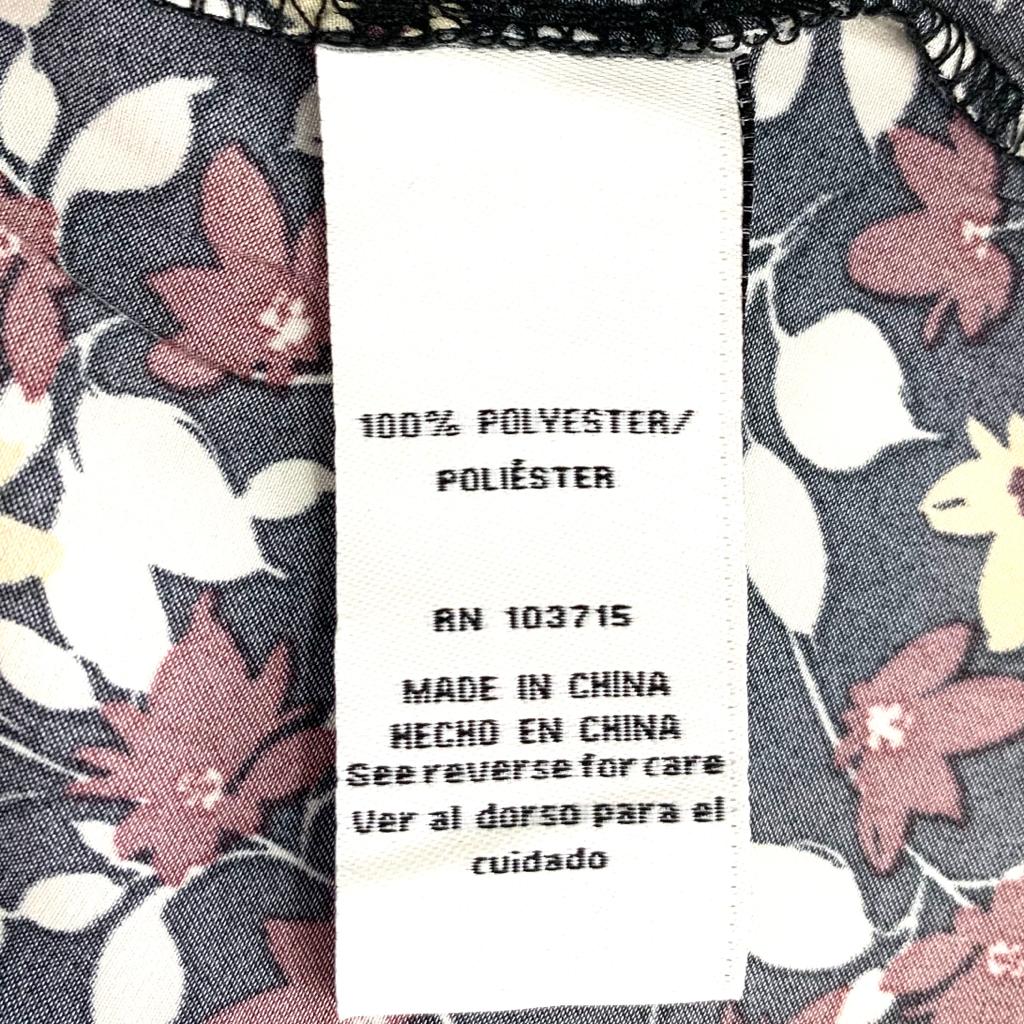 100% POLYESTER/
POLIÉSTER
RN 103715
MADE IN CHINA
HECHO EN CHINA
See reverse for care
Ver al dorso para el
cuidado